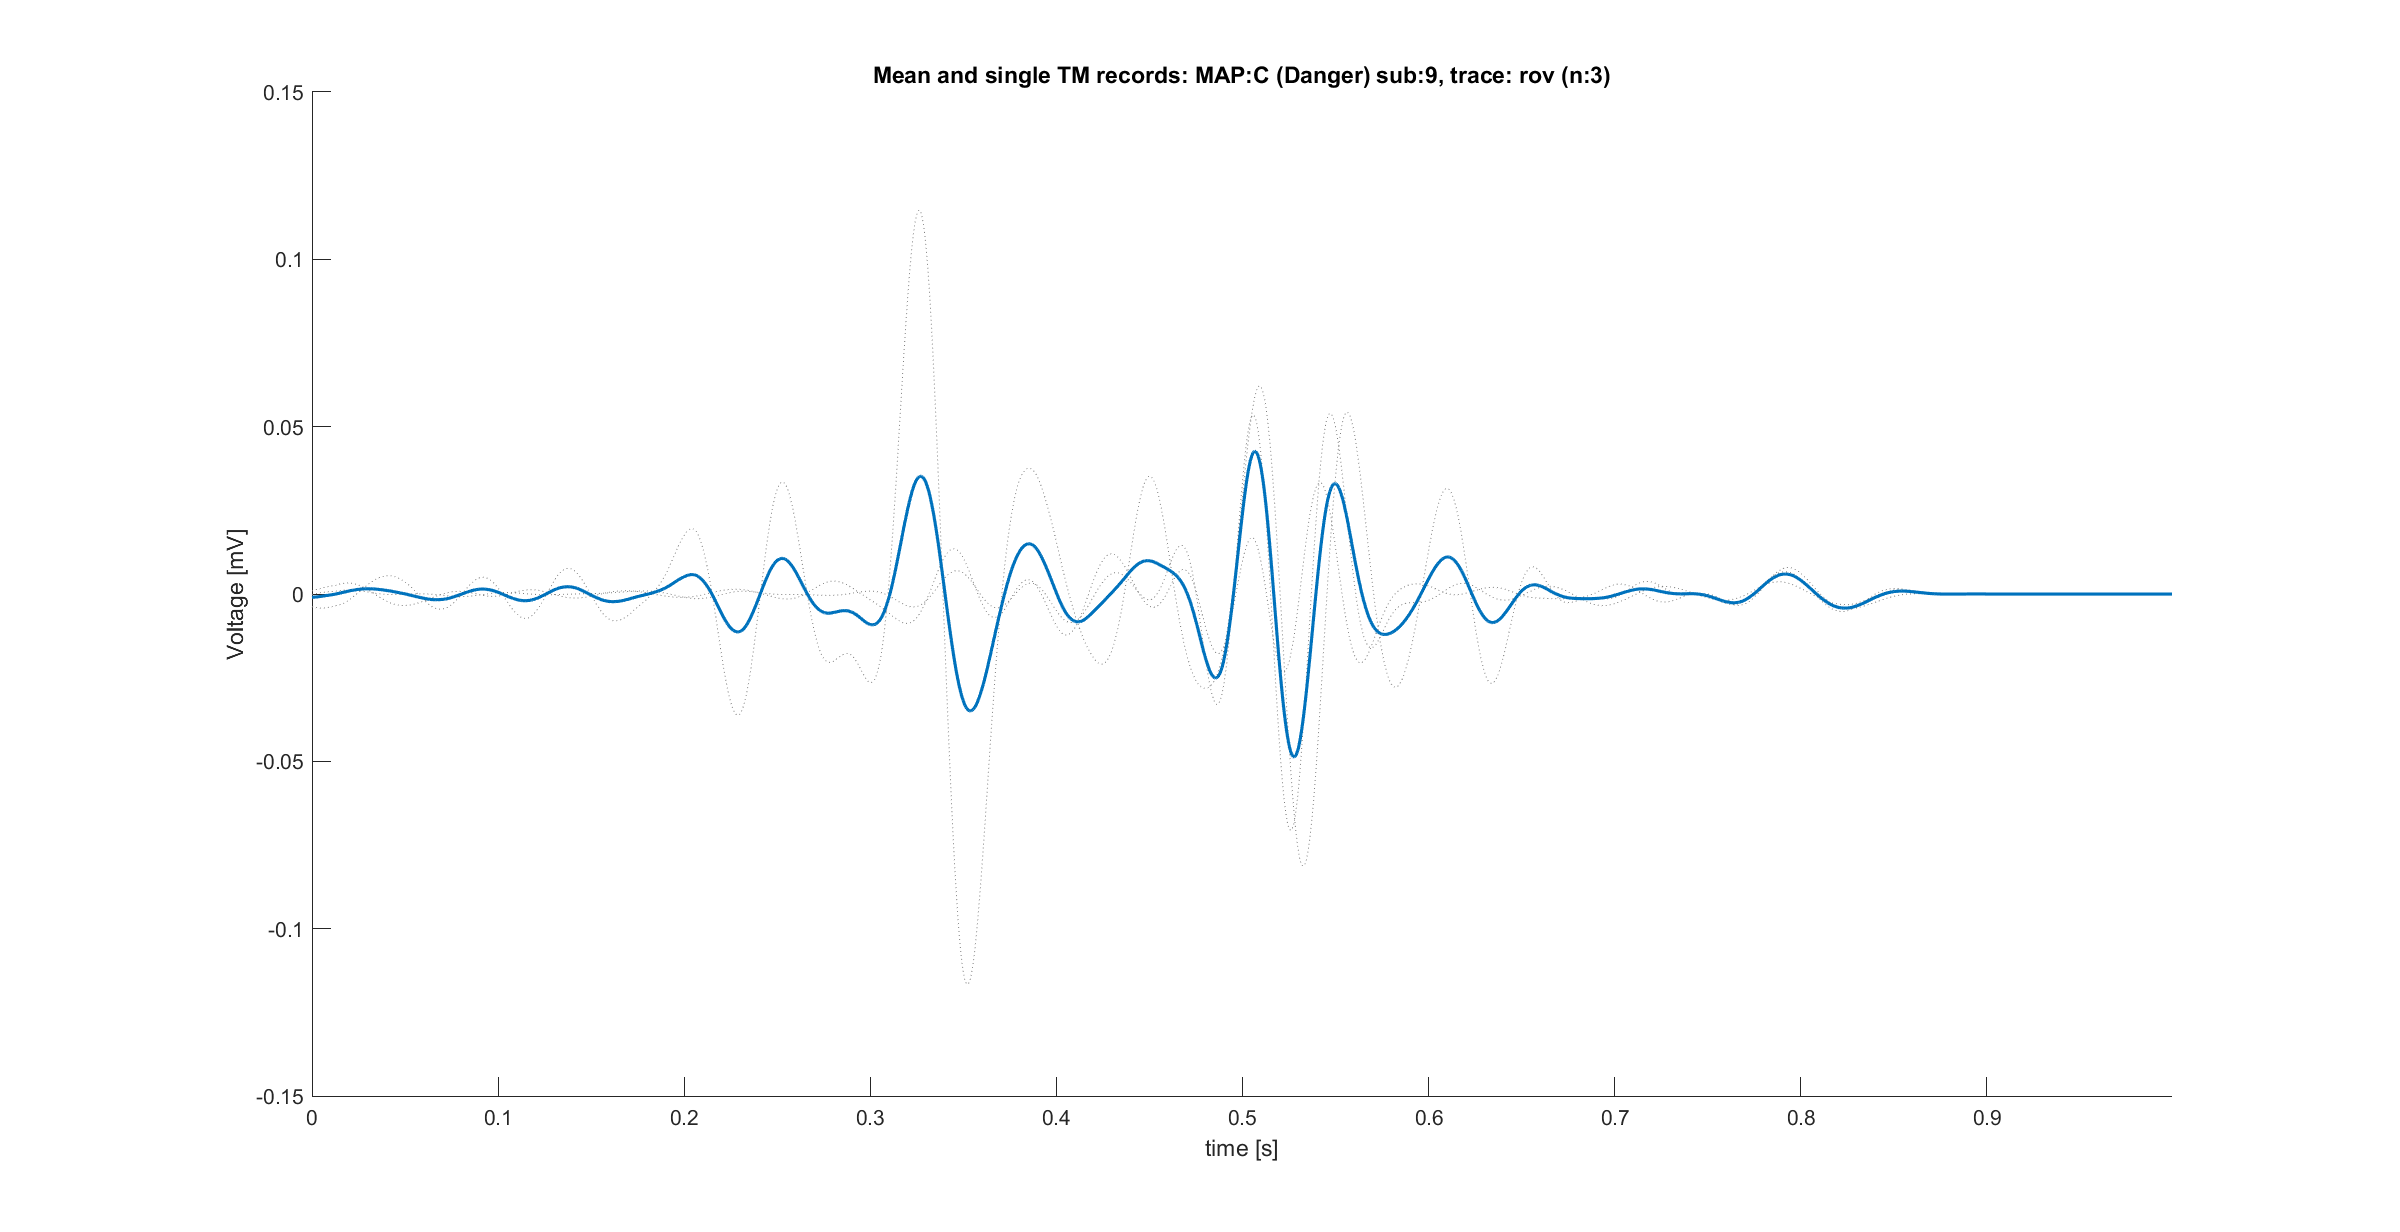 Mean and single TM records: MAP:C (Danger) sub:9, trace: rov (n:3)
0.15
0.1
0.05
0
-0.05
-0.1
-0.15
Voltage [mV]
0 0.1 0.2 0.3 0.4 0.5 0.6 0.7 0.8 0.9
time [s]